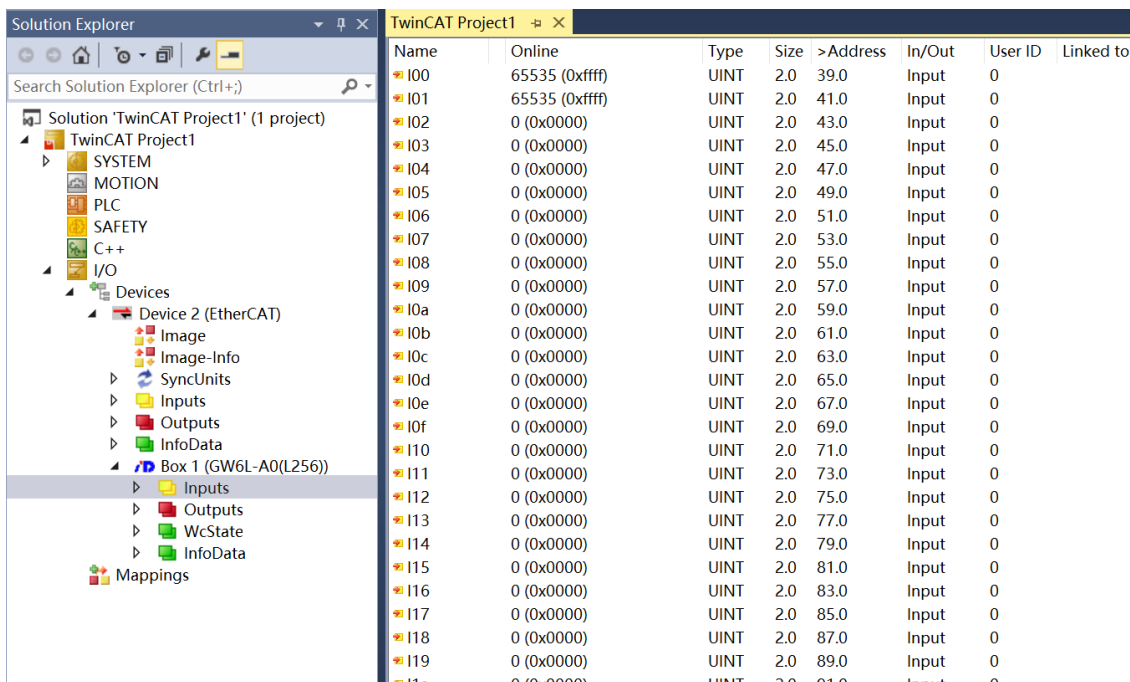 Solution Explorer
Search Solution Explorer (Ctrl+;)
Solution 'TwinCAT Project1' (1 project)
TwinCAT Project1
SYSTEM
MOTION
PLC
SAFETY
C++
I/O
Devices
Device 2 (EtherCAT)
Image
Image-Info
SyncUnits
Inputs
Outputs
InfoData
Box 1 (GW6L-A0(L256))
Inputs
Outputs
WcState
InfoData
Mappings
TwinCAT Project1
Name Online Type Size >Address In/Out User ID Linked to
I00 65535 (0xffff) UINT 2.0 39.0 Input 0
I01 65535 (0xffff) UINT 2.0 41.0 Input 0
I02 0 (0x0000) UINT 2.0 43.0 Input 0
I03 0 (0x0000) UINT 2.0 45.0 Input 0
I04 0 (0x0000) UINT 2.0 47.0 Input 0
I05 0 (0x0000) UINT 2.0 49.0 Input 0
I06 0 (0x0000) UINT 2.0 51.0 Input 0
I07 0 (0x0000) UINT 2.0 53.0 Input 0
I08 0 (0x0000) UINT 2.0 55.0 Input 0
I09 0 (0x0000) UINT 2.0 57.0 Input 0
I0a 0 (0x0000) UINT 2.0 59.0 Input 0
I0b 0 (0x0000) UINT 2.0 61.0 Input 0
I0c 0 (0x0000) UINT 2.0 63.0 Input 0
I0d 0 (0x0000) UINT 2.0 65.0 Input 0
I0e 0 (0x0000) UINT 2.0 67.0 Input 0
I0f 0 (0x0000) UINT 2.0 69.0 Input 0
I10 0 (0x0000) UINT 2.0 71.0 Input 0
I11 0 (0x0000) UINT 2.0 73.0 Input 0
I12 0 (0x0000) UINT 2.0 75.0 Input 0
I13 0 (0x0000) UINT 2.0 77.0 Input 0
I14 0 (0x0000) UINT 2.0 79.0 Input 0
I15 0 (0x0000) UINT 2.0 81.0 Input 0
I16 0 (0x0000) UINT 2.0 83.0 Input 0
I17 0 (0x0000) UINT 2.0 85.0 Input 0
I18 0 (0x0000) UINT 2.0 87.0 Input 0
I19 0 (0x0000) UINT 2.0 89.0 Input 0